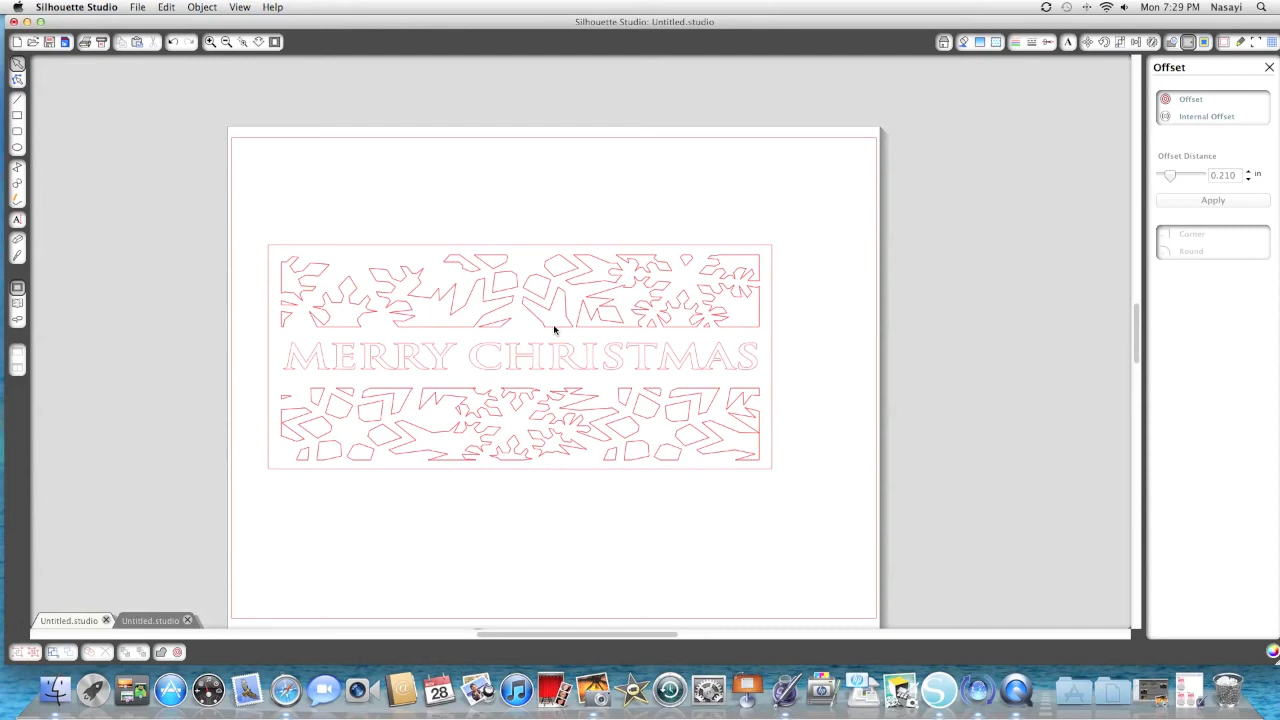 Silhouette Studio File Edit Object View Help Mon 7:29 PM Nasayi
Silhouette Studio: Untitled.studio
Offset
Offset
Internal Offset
Offset Distance
0.210 in
Apply
Corner
Round
MERRY CHRISTMAS
Untitled.studio Untitled.studio
28